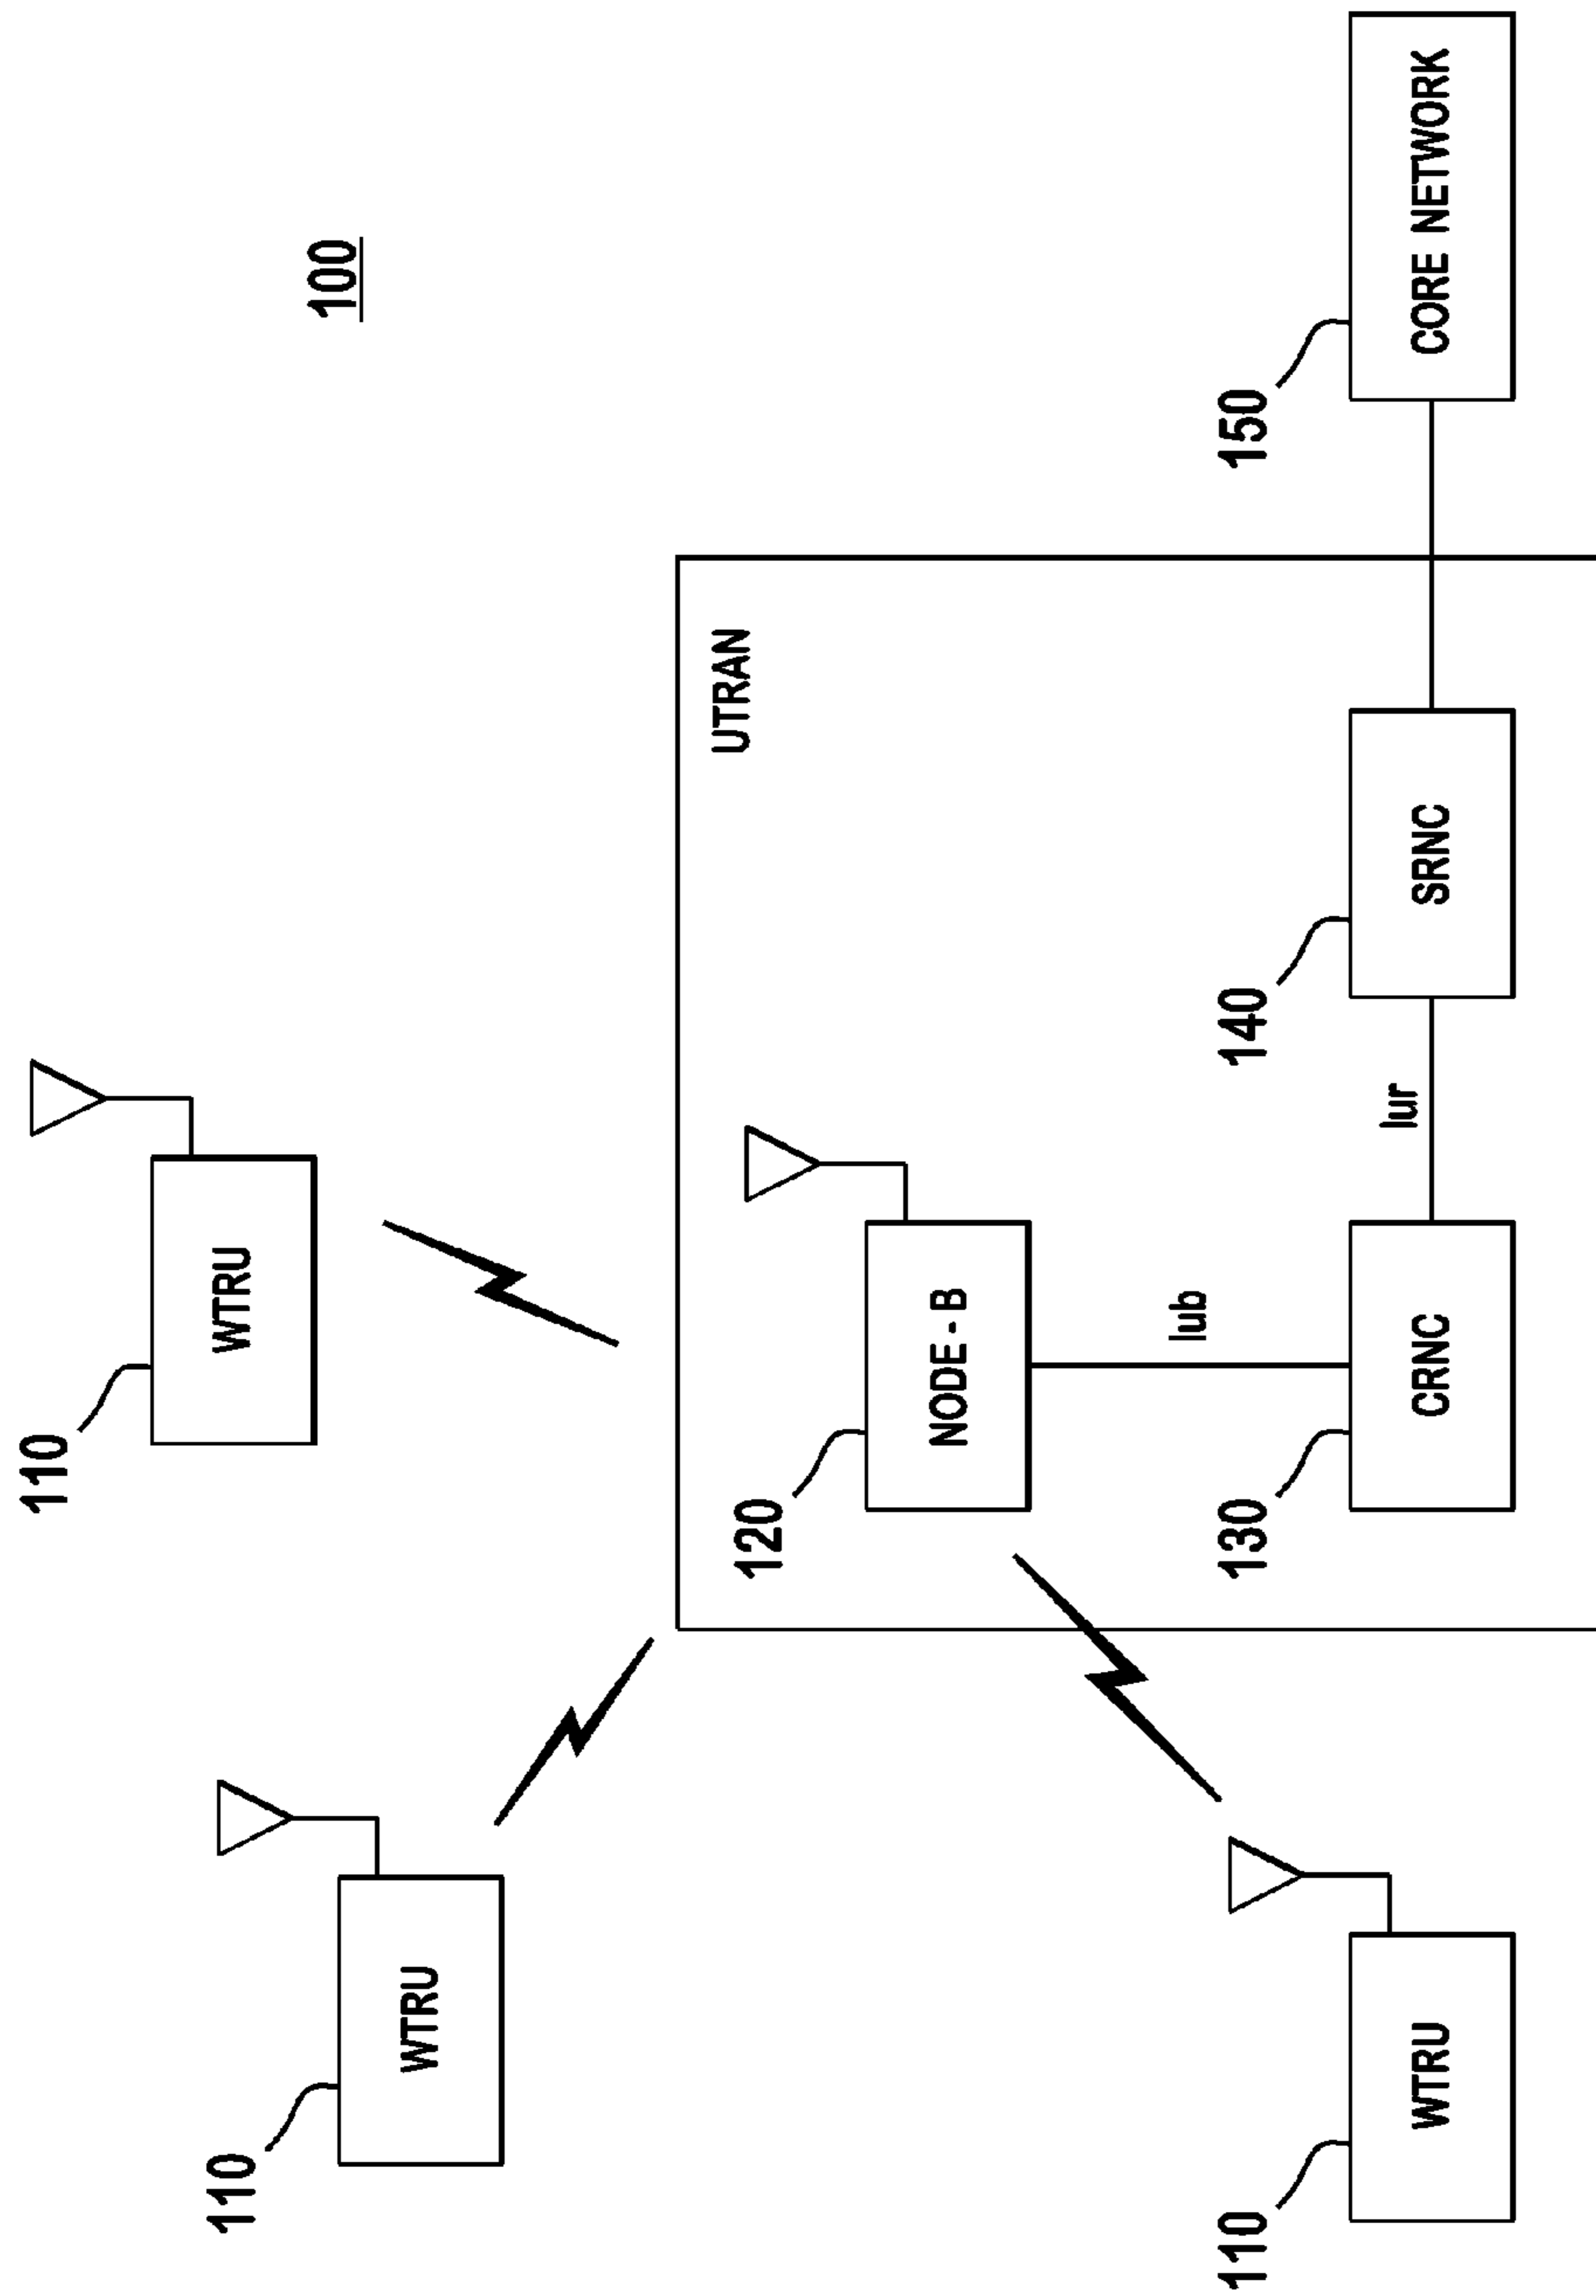 110
WTRU
100
110
WTRU
UTRAN
120
NODE - B
Iub
110
WTRU
130
CRNC
Iur
140
SRNC
150
CORE NETWORK